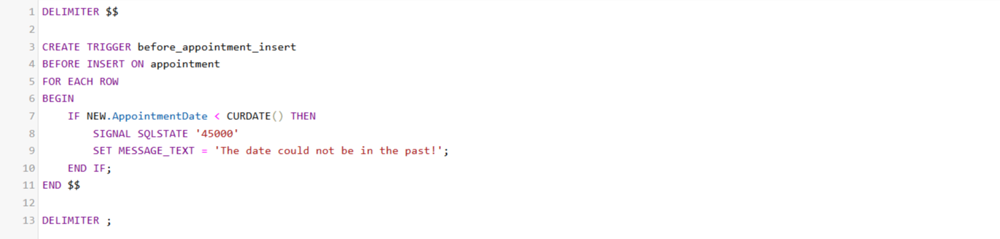 1 DELIMITER $$
2
3 CREATE TRIGGER before_appointment_insert
4 BEFORE INSERT ON appointment
5 FOR EACH ROW
6 BEGIN
7     IF NEW.AppointmentDate < CURDATE() THEN
8         SIGNAL SQLSTATE '45000'
9         SET MESSAGE_TEXT = 'The date could not be in the past!';
10     END IF;
11 END $$
12
13 DELIMITER ;